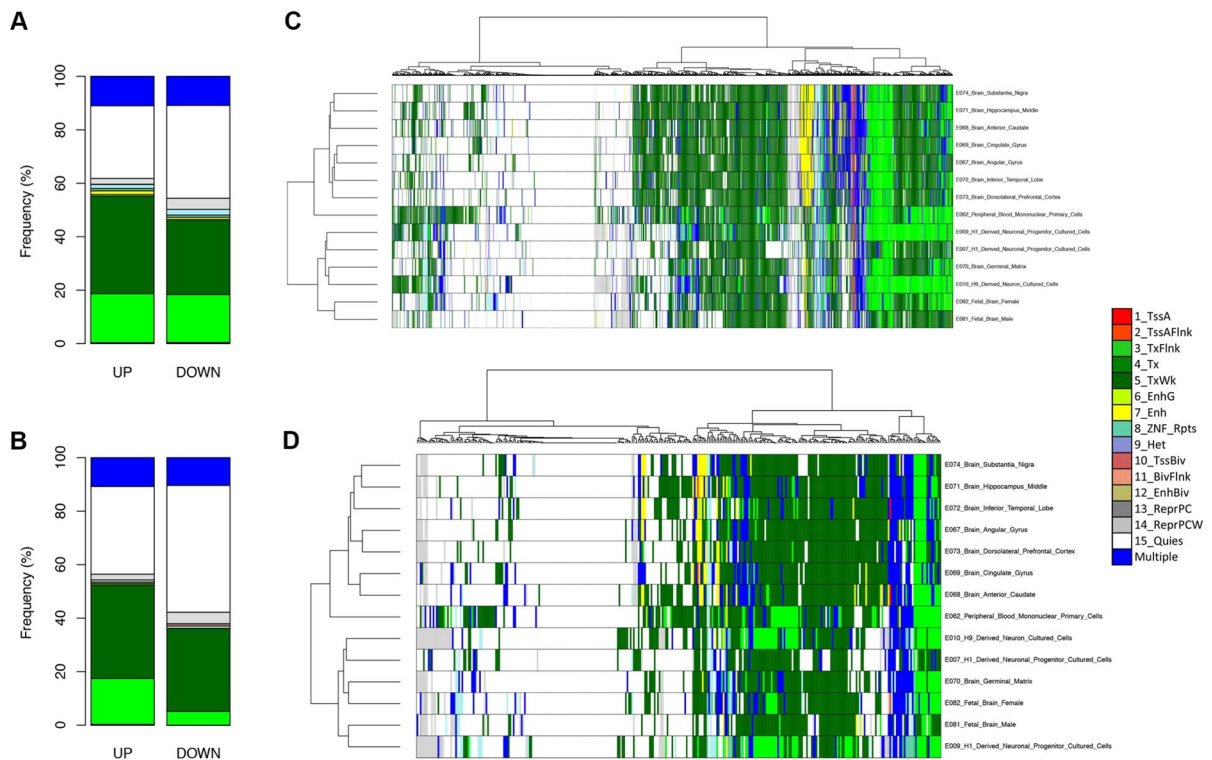 A
Frequency (%)
100
80
60
40
20
0
UP DOWN
B
Frequency (%)
100
80
60
40
20
0
UP DOWN
C
E074_Brain_Substantia_Nigra
E071_Brain_Hippocampus_Middle
E068_Brain_Anterior_Caudate
E069_Brain_Cingulate_Gyrus
E067_Brain_Angular_Gyrus
E072_Brain_Inferior_Temporal_Lobe
E073_Brain_Dorsolateral_Prefrontal_Cortex
E062_Peripheral_Blood_Mononuclear_Primary_Cells
E009_H1_Derived_Neuronal_Progenitor_Cultured_Cells
E007_H1_Derived_Neuronal_Progenitor_Cultured_Cells
E070_Brain_Germinal_Matrix
E010_H9_Derived_Neuron_Cultured_Cells
E082_Fetal_Brain_Female
E081_Fetal_Brain_Male
D
E074_Brain_Substantia_Nigra
E071_Brain_Hippocampus_Middle
E072_Brain_Inferior_Temporal_Lobe
E067_Brain_Angular_Gyrus
E073_Brain_Dorsolateral_Prefrontal_Cortex
E069_Brain_Cingulate_Gyrus
E068_Brain_Anterior_Caudate
E062_Peripheral_Blood_Mononuclear_Primary_Cells
E010_H9_Derived_Neuron_Cultured_Cells
E007_H1_Derived_Neuronal_Progenitor_Cultured_Cells
E070_Brain_Germinal_Matrix
E082_Fetal_Brain_Female
E081_Fetal_Brain_Male
E009_H1_Derived_Neuronal_Progenitor_Cultured_Cells
1_TssA
2_TssAFlnk
3_TxFlnk
4_Tx
5_TxWk
6_EnhG
7_Enh
8_ZNF_Rpts
9_Het
10_TssBiv
11_BivFlnk
12_EnhBiv
13_ReprPC
14_ReprPCW
15_Quies
Multiple